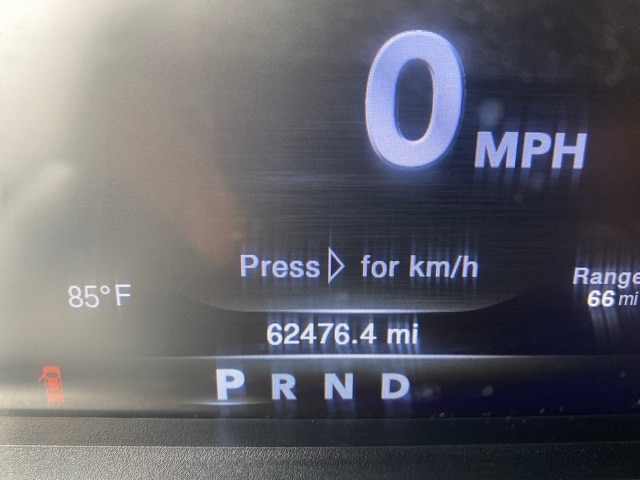 0 MPH
Press ▷ for km/h
85°F
Range
66 mi
62476.4 mi
P R N D